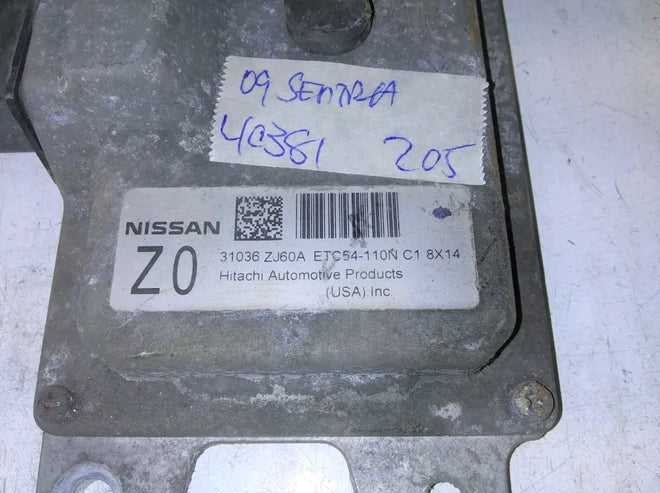 09 SENTRA
4C381 205
NISSAN
Z0
31036 ZJ60A ETC54-110N C1 8X14
Hitachi Automotive Products
(USA).Inc